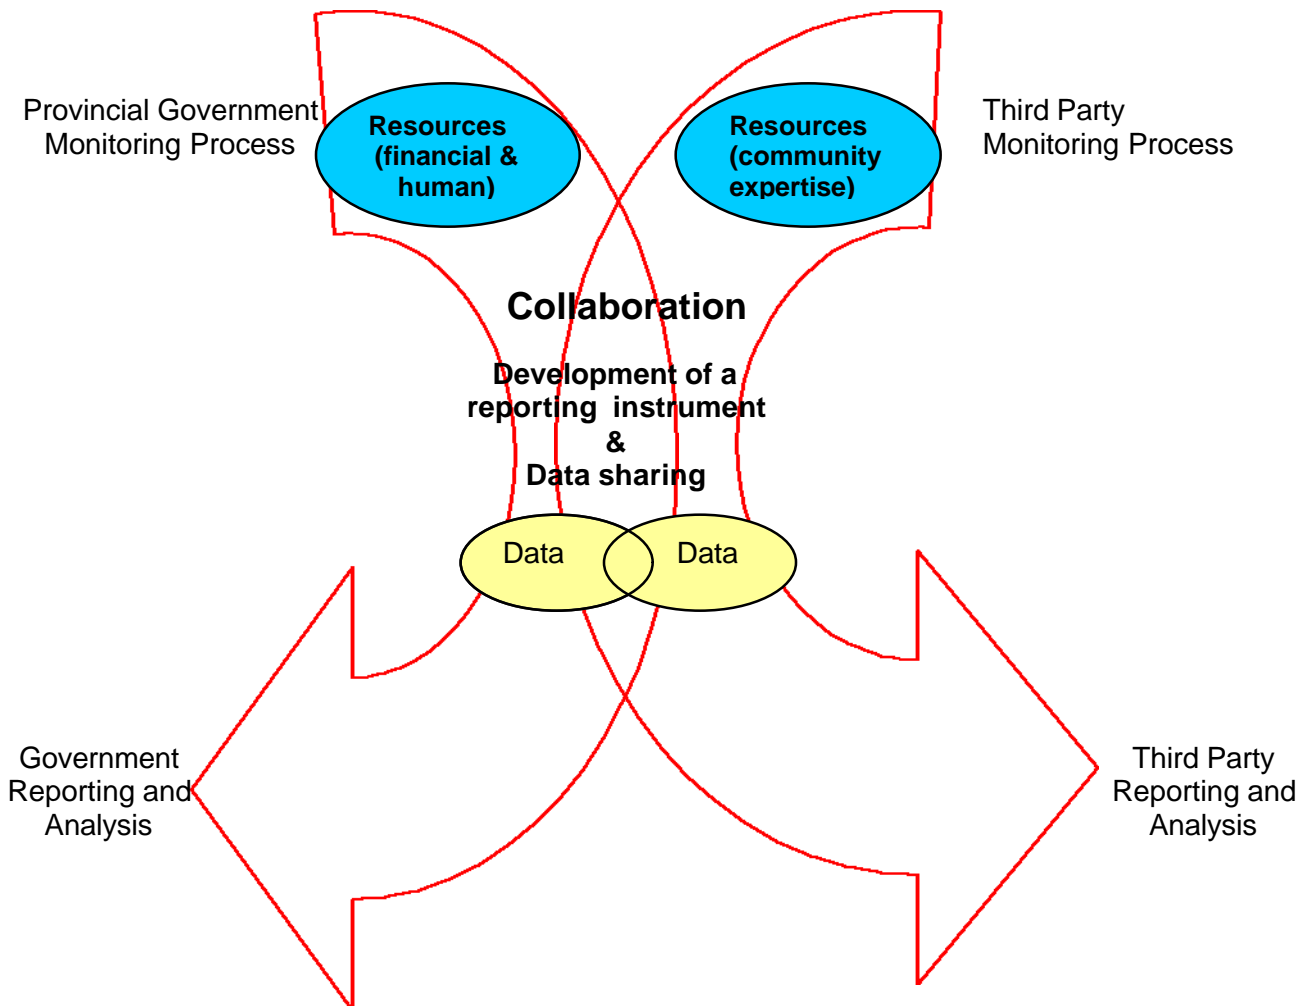 Provincial Government
Monitoring Process
Resources
(financial &
human)
Resources
(community
expertise)
Third Party
Monitoring Process
Collaboration
Development of a
reporting instrument
&
Data sharing
Data
Data
Government
Reporting and
Analysis
Third Party
Reporting and
Analysis